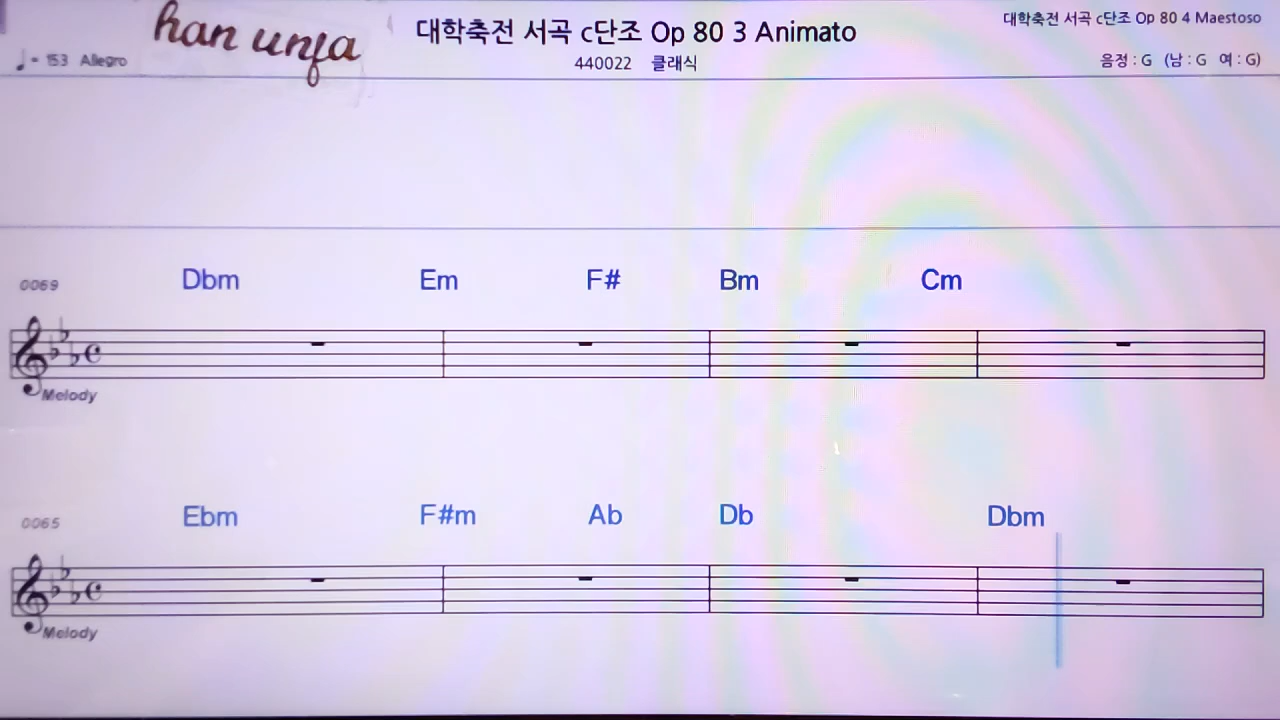 han unfa
대학축전 서곡 c단조 Op 80 3 Animato
대학축전 서곡 c단조 Op 80 4 Maestoso
♩= 153 Allegro
440022 클래식
음정 : G (남 : G 여 : G)
0069 Dbm Em F# Bm Cm
Melody
0065 Ebm F#m Ab Db Dbm
Melody